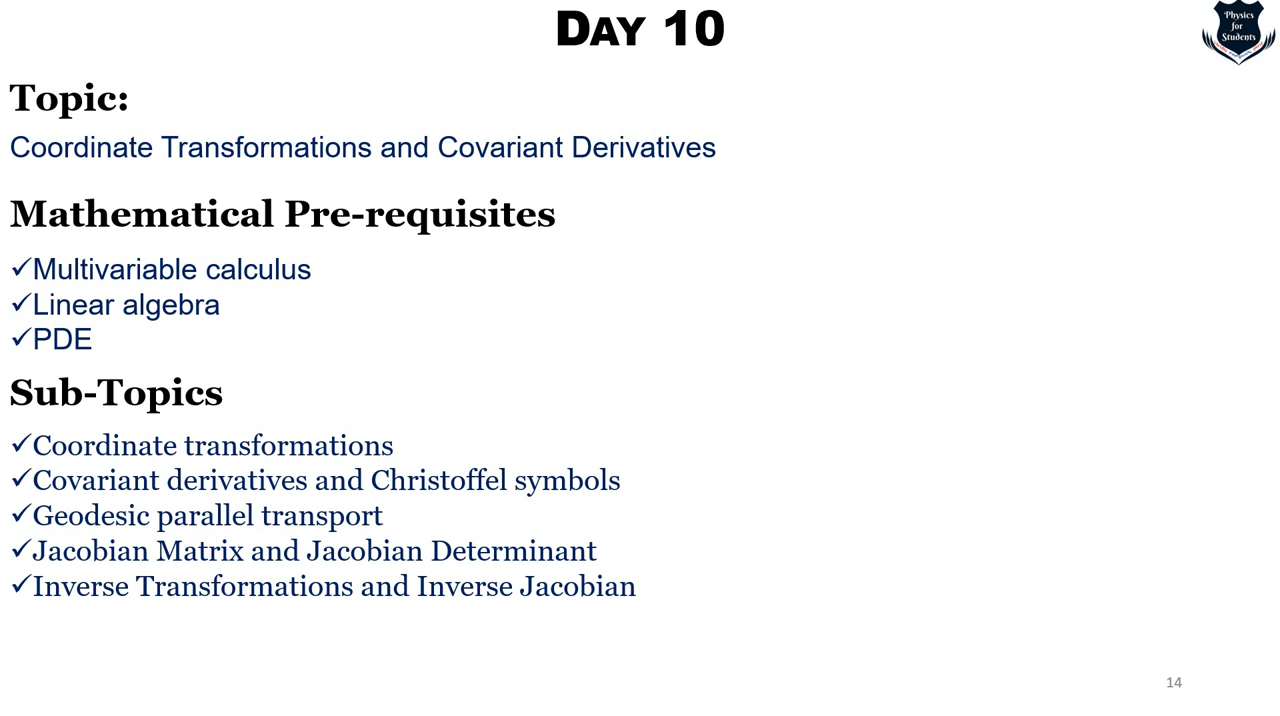 DAY 10
Physics
for
Students
Topic:
Coordinate Transformations and Covariant Derivatives
Mathematical Pre-requisites
✓Multivariable calculus
✓Linear algebra
✓PDE
Sub-Topics
✓Coordinate transformations
✓Covariant derivatives and Christoffel symbols
✓Geodesic parallel transport
✓Jacobian Matrix and Jacobian Determinant
✓Inverse Transformations and Inverse Jacobian
14